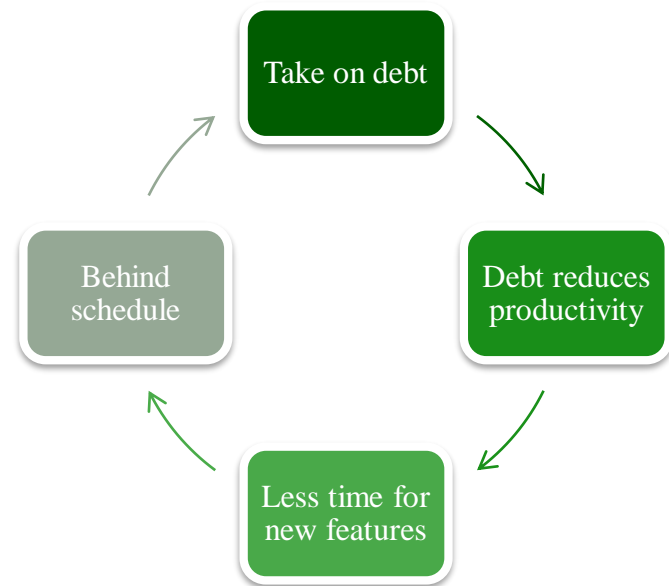 Take on debt
Debt reduces
productivity
Less time for
new features
Behind
schedule